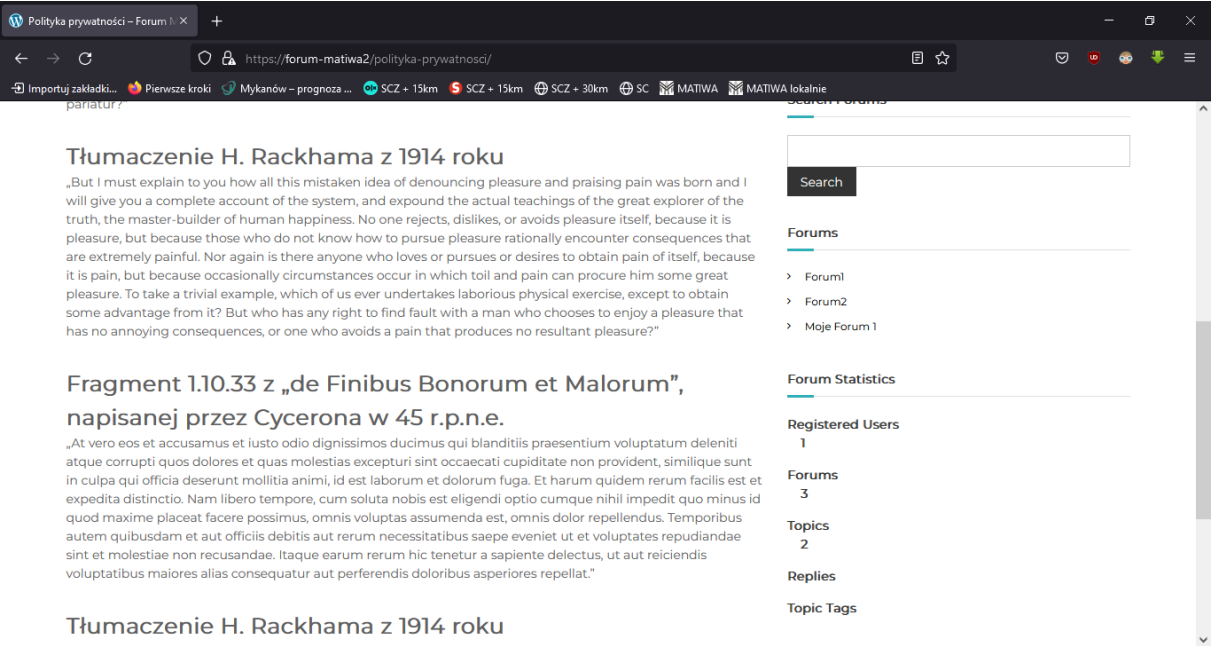 Polityka prywatności – Forum M
https://forum-matiwa2/polityka-prywatnosci/
Importuj zakładki...
Pierwsze kroki
Mykanów – prognoza ...
SCZ + 15km
SCZ + 15km
SCZ + 30km
SC
MATIWA
MATIWA lokalnie
pariatur?”
Tłumaczenie H. Rackhama z 1914 roku
„But I must explain to you how all this mistaken idea of denouncing pleasure and praising pain was born and I
will give you a complete account of the system, and expound the actual teachings of the great explorer of the
truth, the master-builder of human happiness. No one rejects, dislikes, or avoids pleasure itself, because it is
pleasure, but because those who do not know how to pursue pleasure rationally encounter consequences that
are extremely painful. Nor again is there anyone who loves or pursues or desires to obtain pain of itself, because
it is pain, but because occasionally circumstances occur in which toil and pain can procure him some great
pleasure. To take a trivial example, which of us ever undertakes laborious physical exercise, except to obtain
some advantage from it? But who has any right to find fault with a man who chooses to enjoy a pleasure that
has no annoying consequences, or one who avoids a pain that produces no resultant pleasure?”
Fragment 1.10.33 z „de Finibus Bonorum et Malorum”,
napisanej przez Cycerona w 45 r.p.n.e.
„At vero eos et accusamus et iusto odio dignissimos ducimus qui blanditiis praesentium voluptatum deleniti
atque corrupti quos dolores et quas molestias excepturi sint occaecati cupiditate non provident, similique sunt
in culpa qui officia deserunt mollitia animi, id est laborum et dolorum fuga. Et harum quidem rerum facilis est et
expedita distinctio. Nam libero tempore, cum soluta nobis est eligendi optio cumque nihil impedit quo minus id
quod maxime placeat facere possimus, omnis voluptas assumenda est, omnis dolor repellendus. Temporibus
autem quibusdam et aut officiis debitis aut rerum necessitatibus saepe eveniet ut et voluptates repudiandae
sint et molestiae non recusandae. Itaque earum rerum hic tenetur a sapiente delectus, ut aut reiciendis
voluptatibus maiores alias consequatur aut perferendis doloribus asperiores repellat.”
Tłumaczenie H. Rackhama z 1914 roku
Search Forums
Search
Forums
Forum1
Forum2
Moje Forum 1
Forum Statistics
Registered Users
1
Forums
3
Topics
2
Replies
Topic Tags